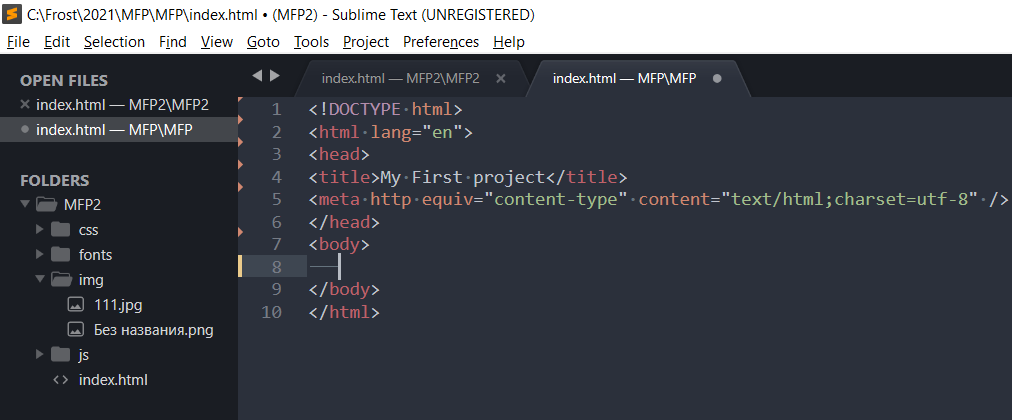 C:\Frost\2021\MFP\MFP\index.html • (MFP2) - Sublime Text (UNREGISTERED)
File Edit Selection Find View Goto Tools Project Preferences Help
OPEN FILES
index.html — MFP2\MFP2
index.html — MFP\MFP
FOLDERS
MFP2
css
fonts
img
111.jpg
Без названия.png
js
index.html
index.html — MFP2\MFP2
index.html — MFP\MFP
1 <!DOCTYPE html>
2 <html lang="en">
3 <head>
4 <title>My First project</title>
5 <meta http equiv="content-type" content="text/html;charset=utf-8" />
6 </head>
7 <body>
8
9 </body>
10 </html>